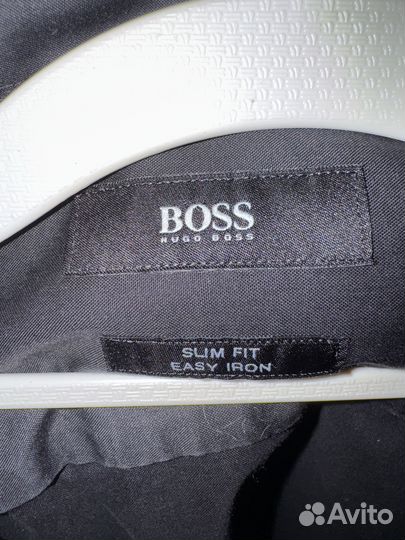 BOSS
HUGO BOSS
SLIM FIT
EASY IRON
Avito